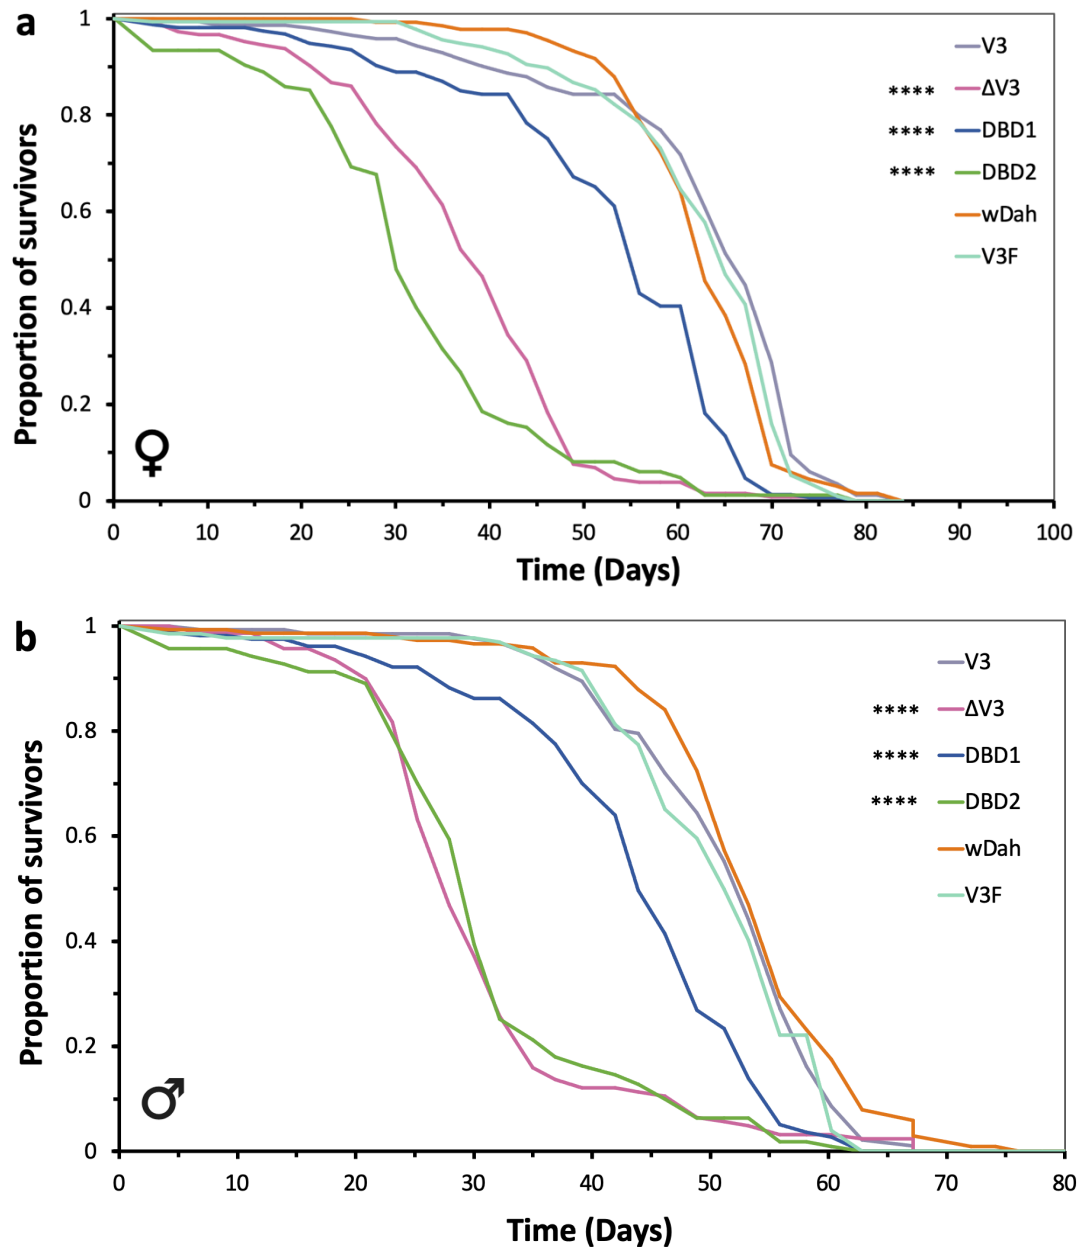 a
Proportion of survivors
1
0.8
0.6
0.4
0.2
0
V3
**** ΔV3
**** DBD1
**** DBD2
wDah
V3F
♀
0 10 20 30 40 50 60 70 80 90 100
Time (Days)
b
Proportion of survivors
1
0.8
0.6
0.4
0.2
0
V3
**** ΔV3
**** DBD1
**** DBD2
wDah
V3F
♂
0 10 20 30 40 50 60 70 80
Time (Days)